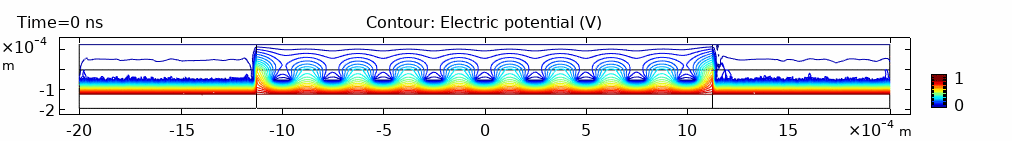 Time=0 ns Contour: Electric potential (V)
×10⁻⁴
m
1
-1
0
-2
-20 -15 -10 -5 0 5 10 15 ×10⁻⁴ m